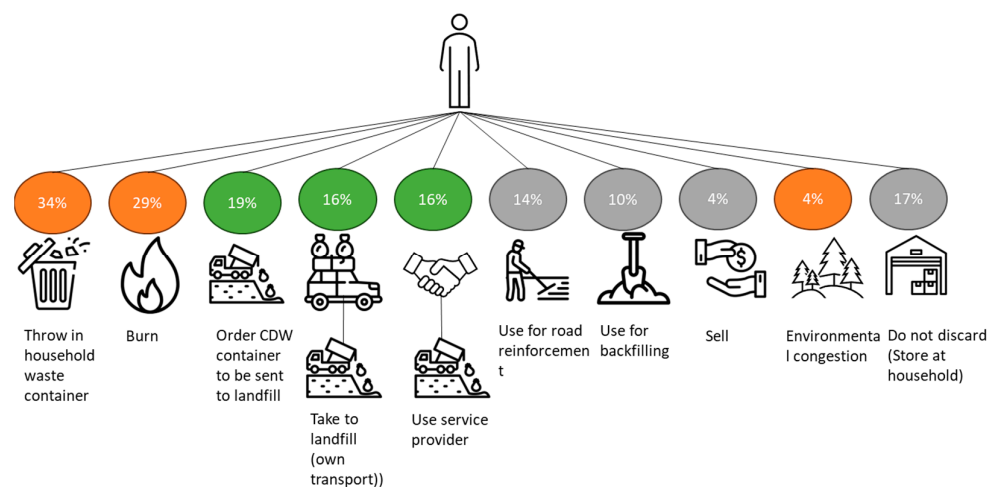 34%
29%
19%
16%
16%
14%
10%
4%
4%
17%
Throw in
household
waste
container
Burn
Order CDW
container
to be sent
to landfill
Take to
landfill
(own
transport))
Use service
provider
Use for road
reinforcemen
t
Use for
backfilling
Sell
Environmenta
l congestion
Do not discard
(Store at
household)